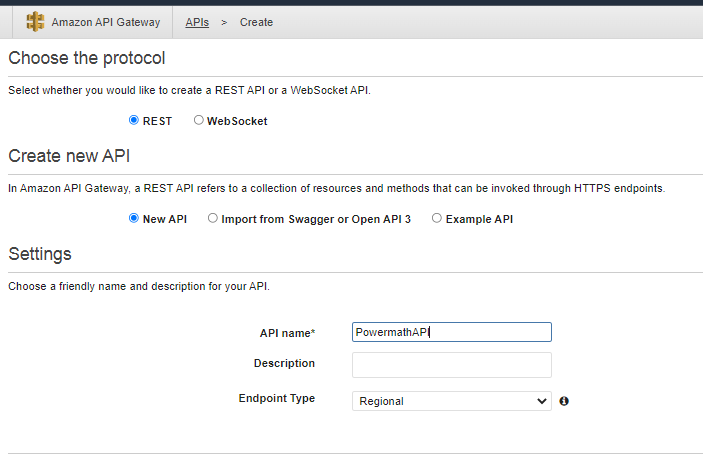 Amazon API Gateway APIs > Create
Choose the protocol
Select whether you would like to create a REST API or a WebSocket API.
REST WebSocket
Create new API
In Amazon API Gateway, a REST API refers to a collection of resources and methods that can be invoked through HTTPS endpoints.
New API Import from Swagger or Open API 3 Example API
Settings
Choose a friendly name and description for your API.
API name* PowermathAPI
Description
Endpoint Type Regional